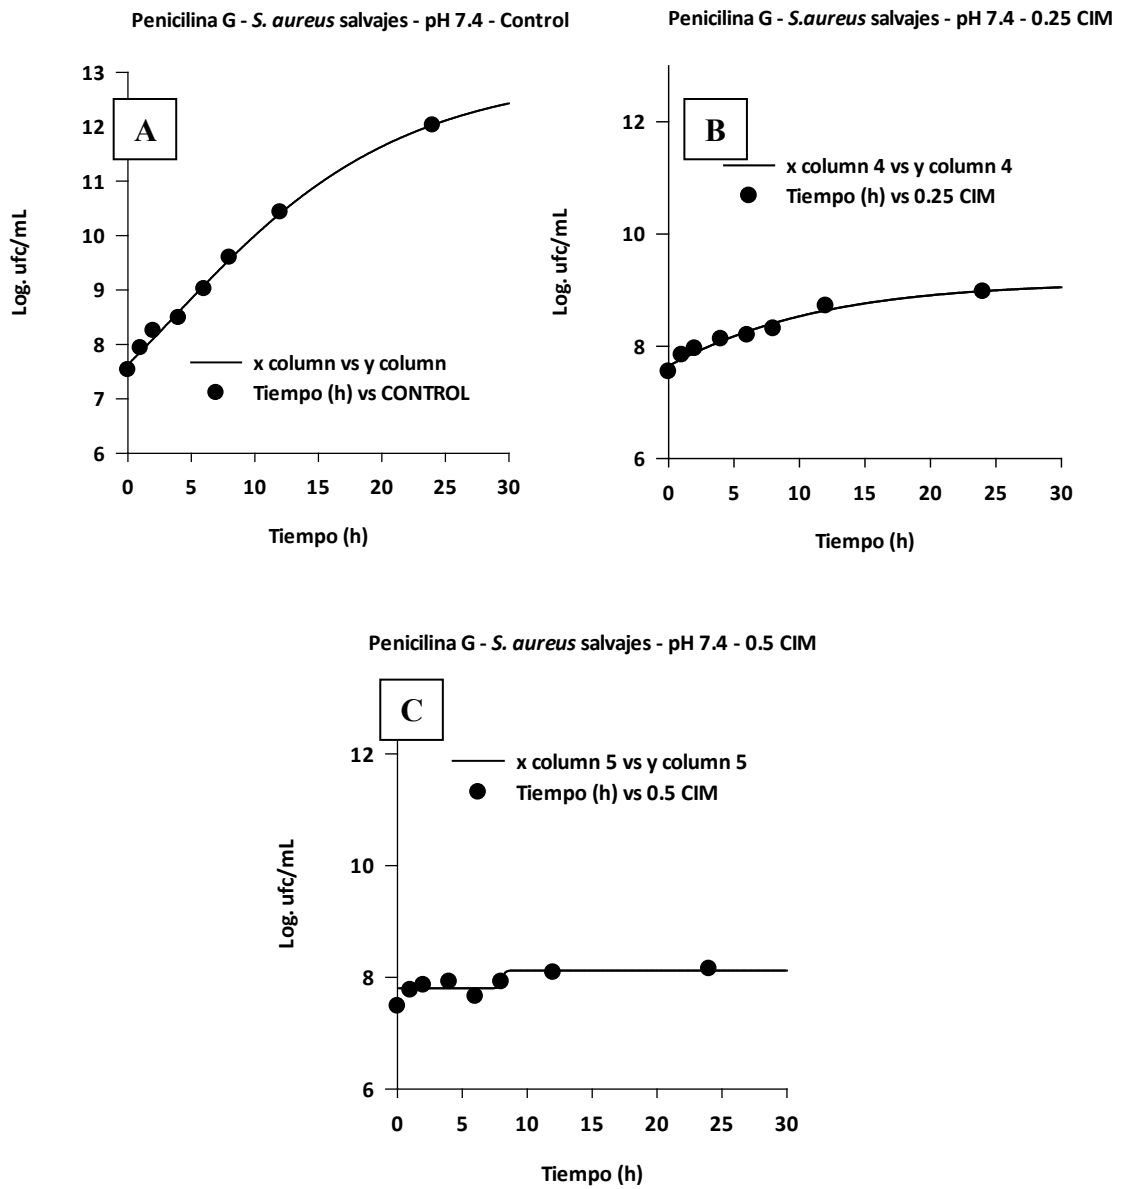 Penicilina G - S. aureus salvajes - pH 7.4 - Control
13
12
11
10
9
8
7
6
A
Log. ufc/mL
x column vs y column
Tiempo (h) vs CONTROL
0 5 10 15 20 25 30
Tiempo (h)
Penicilina G - S.aureus salvajes - pH 7.4 - 0.25 CIM
12
10
8
6
B
Log. ufc/mL
x column 4 vs y column 4
Tiempo (h) vs 0.25 CIM
0 5 10 15 20 25 30
Tiempo (h)
Penicilina G - S. aureus salvajes - pH 7.4 - 0.5 CIM
C
12
10
8
6
Log. ufc/mL
x column 5 vs y column 5
Tiempo (h) vs 0.5 CIM
0 5 10 15 20 25 30
Tiempo (h)